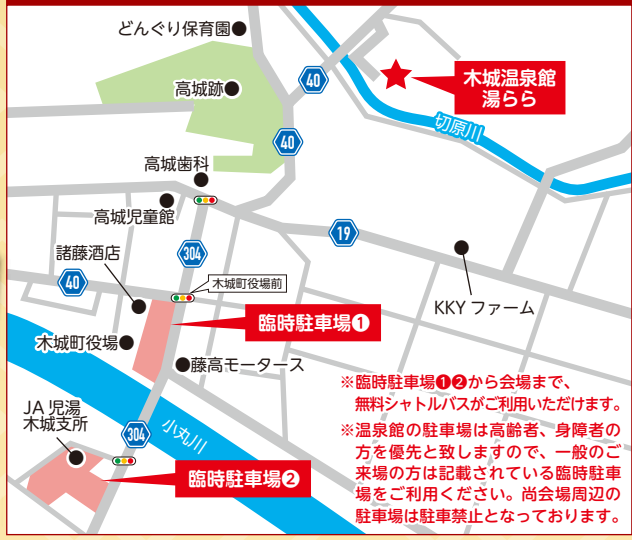 どんぐり保育園
高城跡
40
木城温泉館
湯らら
切原川
40
高城歯科
高城児童館
304
19
諸藤酒店
40
木城町役場前
KKYファーム
臨時駐車場❶
木城町役場
藤高モータース
JA児湯
木城支所
304
小丸川
臨時駐車場❷
※臨時駐車場❶❷から会場まで、
無料シャトルバスがご利用いただけます。
※温泉館の駐車場は高齢者、身障者の
方を優先と致しますので、一般のご
来場の方は記載されている臨時駐車
場をご利用ください。尚会場周辺の
駐車場は駐車禁止となっております。